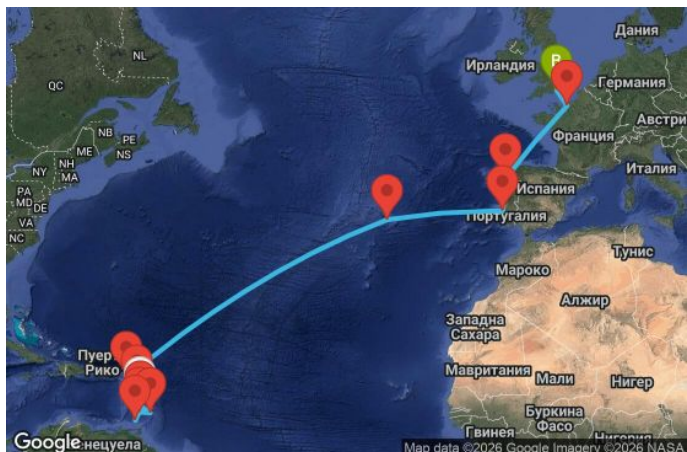 Дания
NL
Ирландия
B
Германия
QC
Франция
Австри
NB
PE
ME
NS
NY
NH
MA
Италия
Испания
PA
MD
DE
VA
Португалия
NC
Тунис
Мароко
Алжир
Западна
Сахара
Пуер
Рико
Мавритания
Мали
Нигер
Буркина
Фасо
Гвинея
Нигерия
Google
нецуела
Map data ©2026 Google Imagery ©2026 NASA